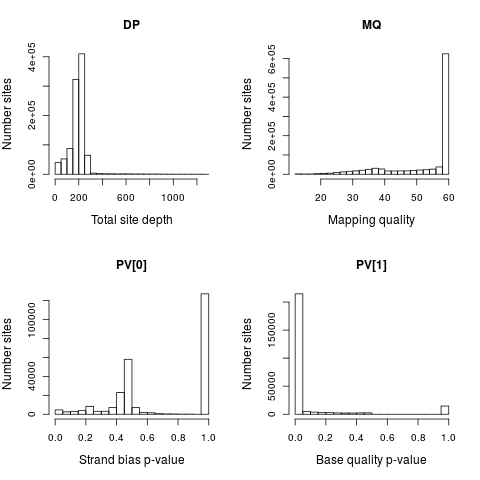 DP
Number sites
0e+00 2e+05 4e+05
0 200 600 1000
Total site depth
MQ
Number sites
0e+00 2e+05 6e+05
20 30 40 50 60
Mapping quality
PV[0]
Number sites
0 40000 100000
0.0 0.2 0.4 0.6 0.8 1.0
Strand bias p-value
PV[1]
Number sites
0 50000 150000
0.0 0.2 0.4 0.6 0.8 1.0
Base quality p-value